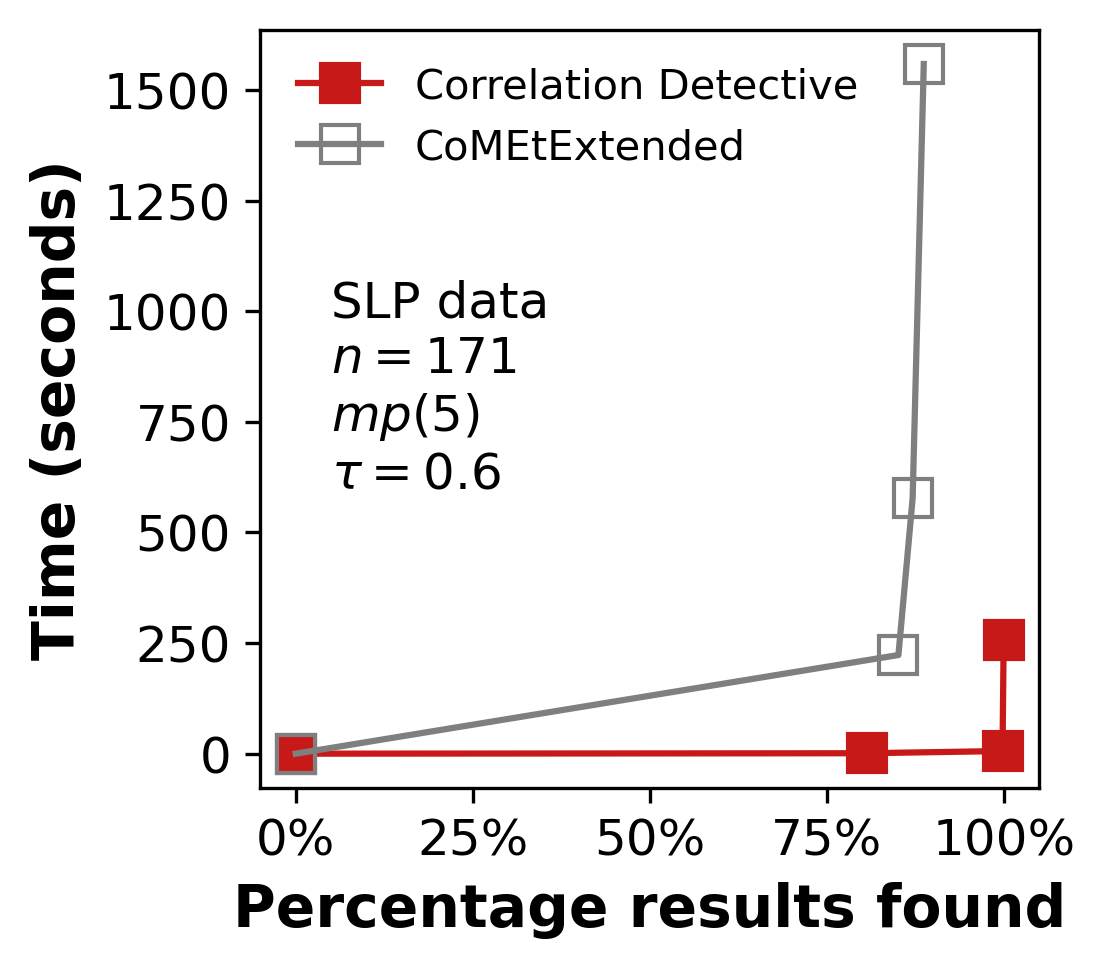 Correlation Detective
CoMEtExtended
SLP data
n = 171
mp(5)
τ = 0.6
Time (seconds)
1500
1250
1000
750
500
250
0
0% 25% 50% 75% 100%
Percentage results found